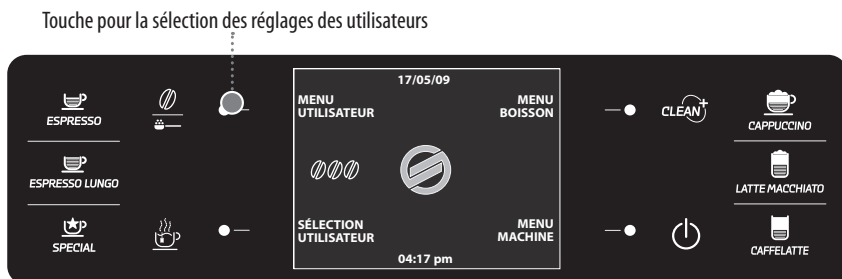 Touche pour la sélection des réglages des utilisateurs
17/05/09
MENU
UTILISATEUR
MENU
BOISSON
ESPRESSO
CLEAN+
CAPPUCCINO
ESPRESSO LUNGO
LATTE MACCHIATO
SPECIAL
SÉLECTION
UTILISATEUR
MENU
MACHINE
CAFFELATTE
04:17 pm